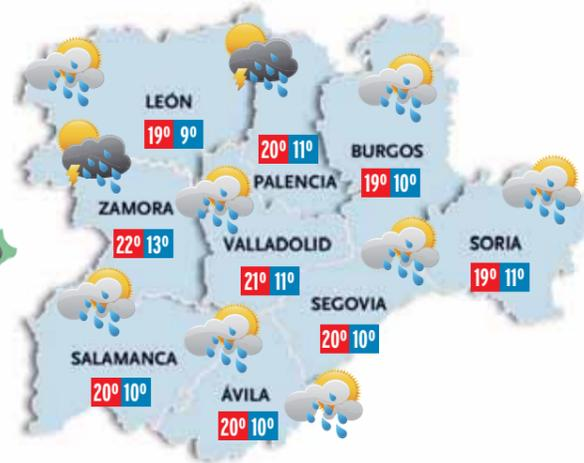 LEÓN
19º 9º
20º 11º
PALENCIA
BURGOS
19º 10º
ZAMORA
22º 13º
VALLADOLID
21º 11º
SORIA
19º 11º
SEGOVIA
20º 10º
SALAMANCA
20º 10º
ÁVILA
20º 10º